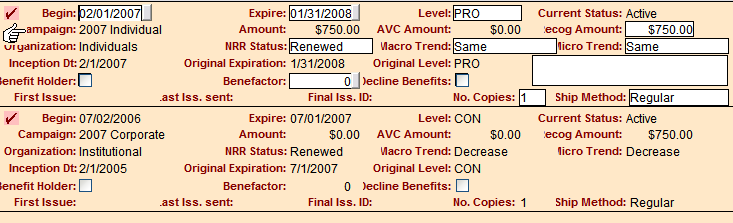 Begin: 02/01/2007 Expire: 01/31/2008 Level: PRO Current Status: Active
ampaign: 2007 Individual Amount: $750.00 AVC Amount: $0.00 ecog Amount: $750.00
Organization: Individuals NRR Status: Renewed Macro Trend: Same Micro Trend: Same
Inception Dt: 2/1/2007 Original Expiration: 1/31/2008 Original Level: PRO
Benefit Holder: Benefactor: 0 Decline Benefits:
First Issue: ast Iss. sent: Final Iss. ID: No. Copies: 1 Ship Method: Regular
Begin: 07/02/2006 Expire: 07/01/2007 Level: CON Current Status: Active
Campaign: 2007 Corporate Amount: $0.00 AVC Amount: $0.00 ecog Amount: $750.00
Organization: Institutional NRR Status: Renewed Macro Trend: Decrease Micro Trend: Decrease
Inception Dt: 2/1/2005 Original Expiration: 7/1/2007 Original Level: CON
Benefit Holder: Benefactor: 0 Decline Benefits:
First Issue: ast Iss. sent: Final Iss. ID: No. Copies: 1 Ship Method: Regular